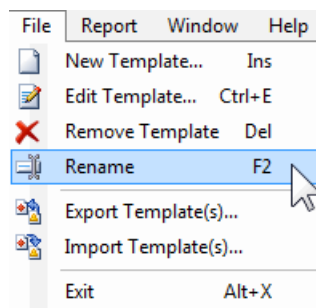 File Report Window Help
New Template... Ins
Edit Template... Ctrl+E
Remove Template Del
Rename F2
Export Template(s)...
Import Template(s)...
Exit Alt+X